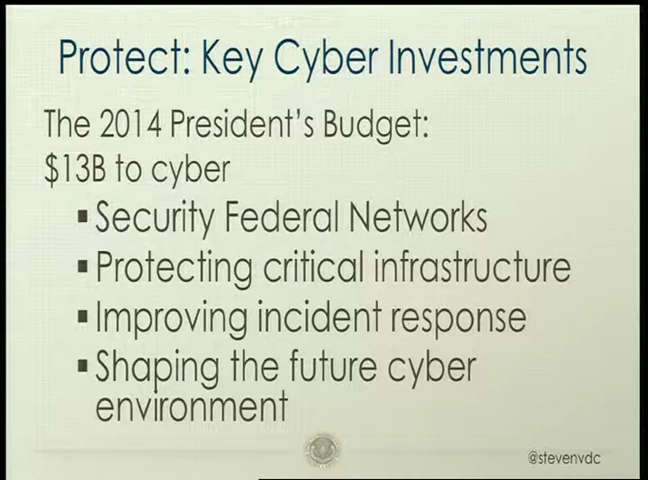 Protect: Key Cyber Investments
The 2014 President's Budget:
$13B to cyber
▪Security Federal Networks
▪Protecting critical infrastructure
▪Improving incident response
▪Shaping the future cyber
environment
@stevenvdc